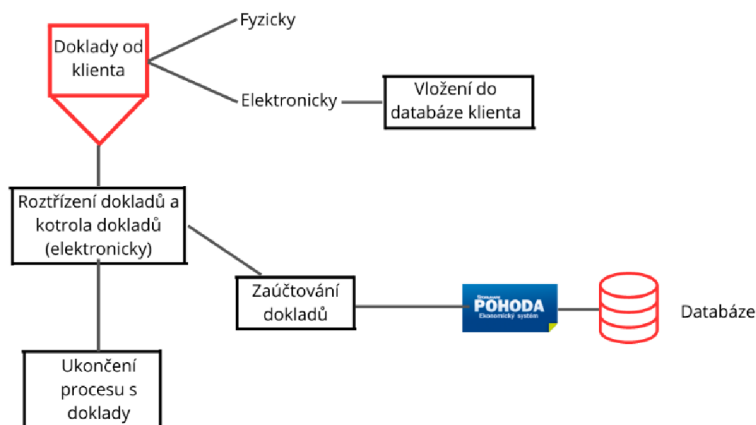 Fyzicky
Doklady od
klienta
Elektronicky
Vložení do
databáze klienta
Roztřízení dokladů a
kotrola dokladů
(elektronicky)
Zaúčtování
dokladů
POHODA
Ekonomický systém
Databáze
Ukončení
procesu s
doklady